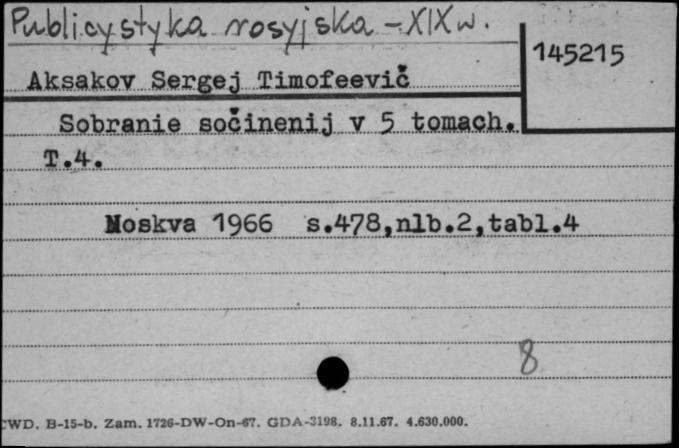 Publicystyka rosyjska - XIX w.
145215
Aksakov Sergej Timofeevič
Sobranie sočinenij v 5 tomach.
T.4.
Moskva 1966 s.478,nlb.2,tabl.4
8
CWD. B-15-b. Zam. 1726-DW-On-67. GDA-3198. 8.11.67. 4.630.000.